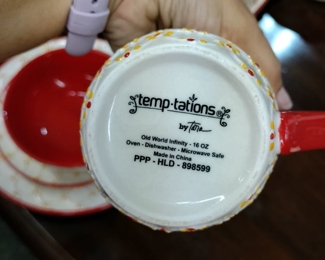 temp·tations
by Tara
Old World Infinity - 16 OZ
Oven - Dishwasher - Microwave Safe
Made in China
PPP - HLD - 898599